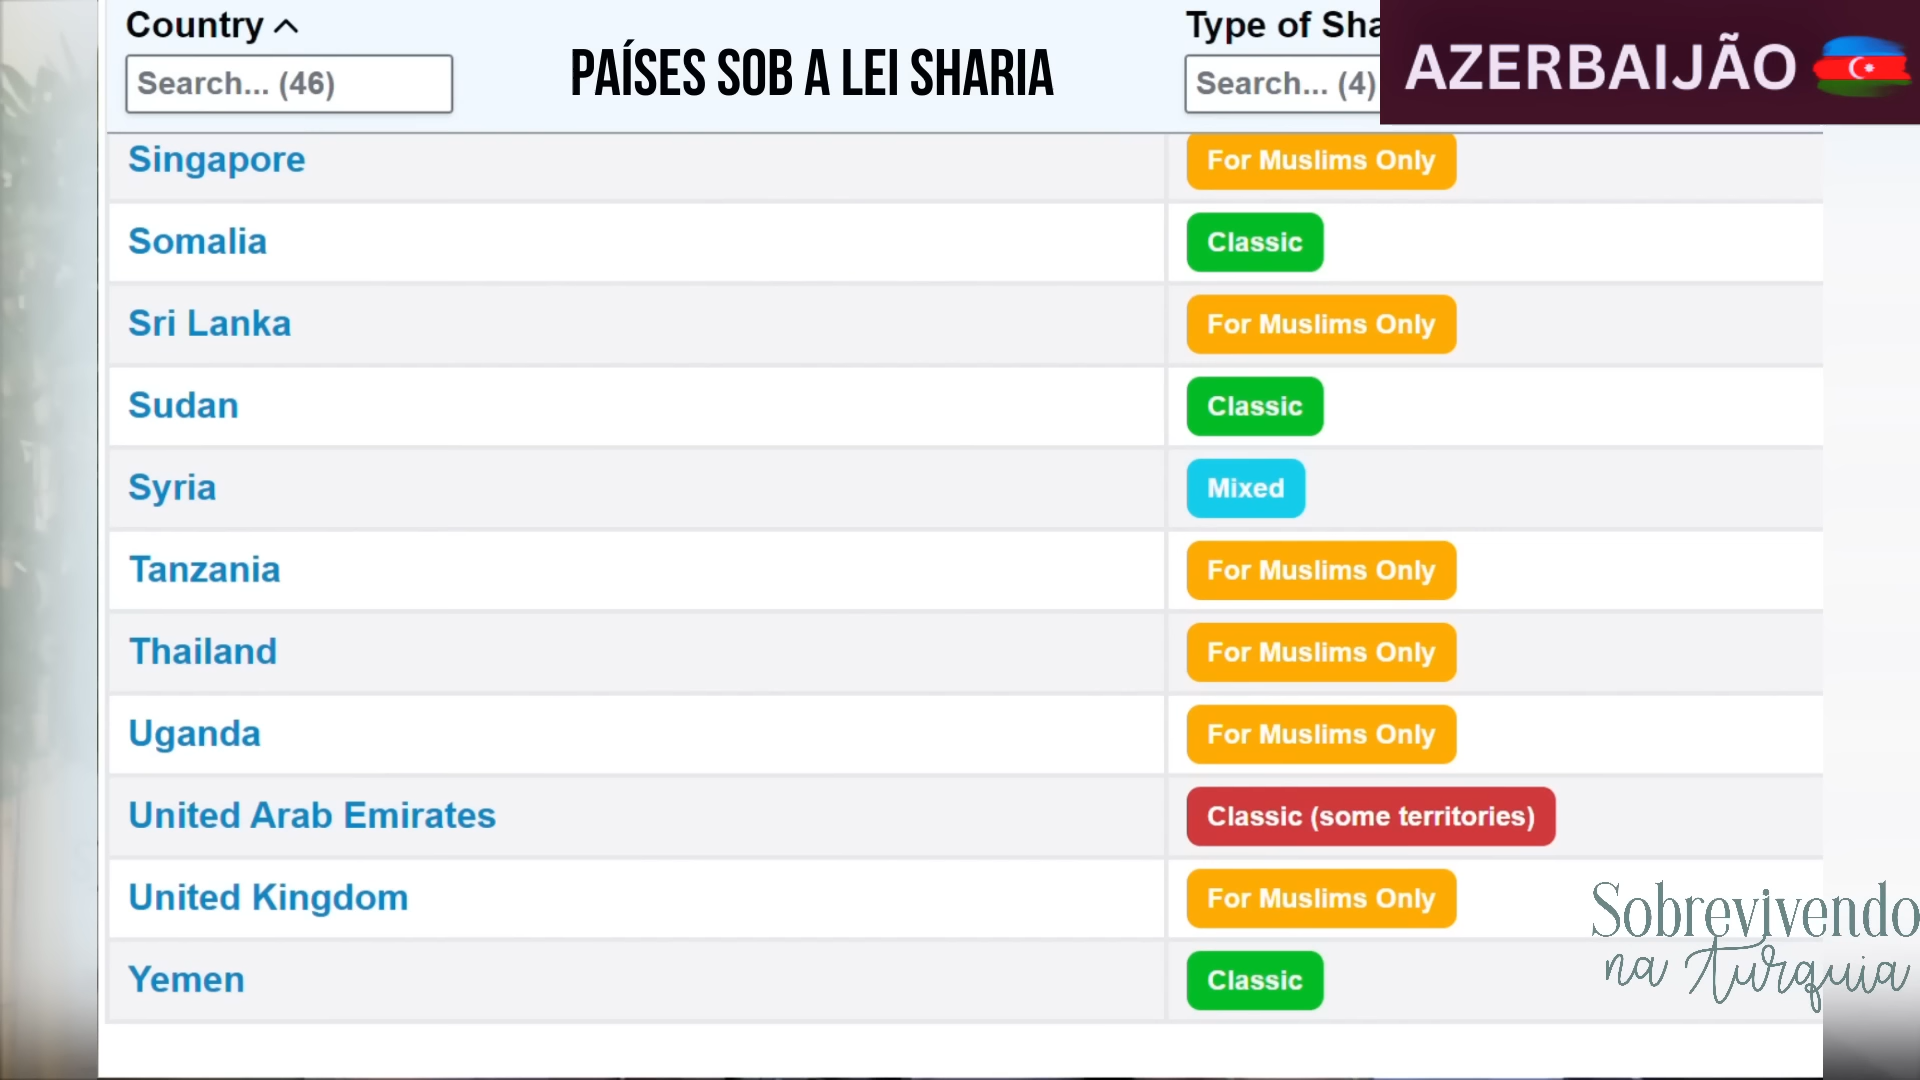 Country
PAÍSES SOB A LEI SHARIA
Type of Sha
AZERBAIJÃO
Search... (46)
Search... (4)
Singapore For Muslims Only
Somalia Classic
Sri Lanka For Muslims Only
Sudan Classic
Syria Mixed
Tanzania For Muslims Only
Thailand For Muslims Only
Uganda For Muslims Only
United Arab Emirates Classic (some territories)
United Kingdom For Muslims Only
Yemen Classic
Sobrevivendo
na Turquia